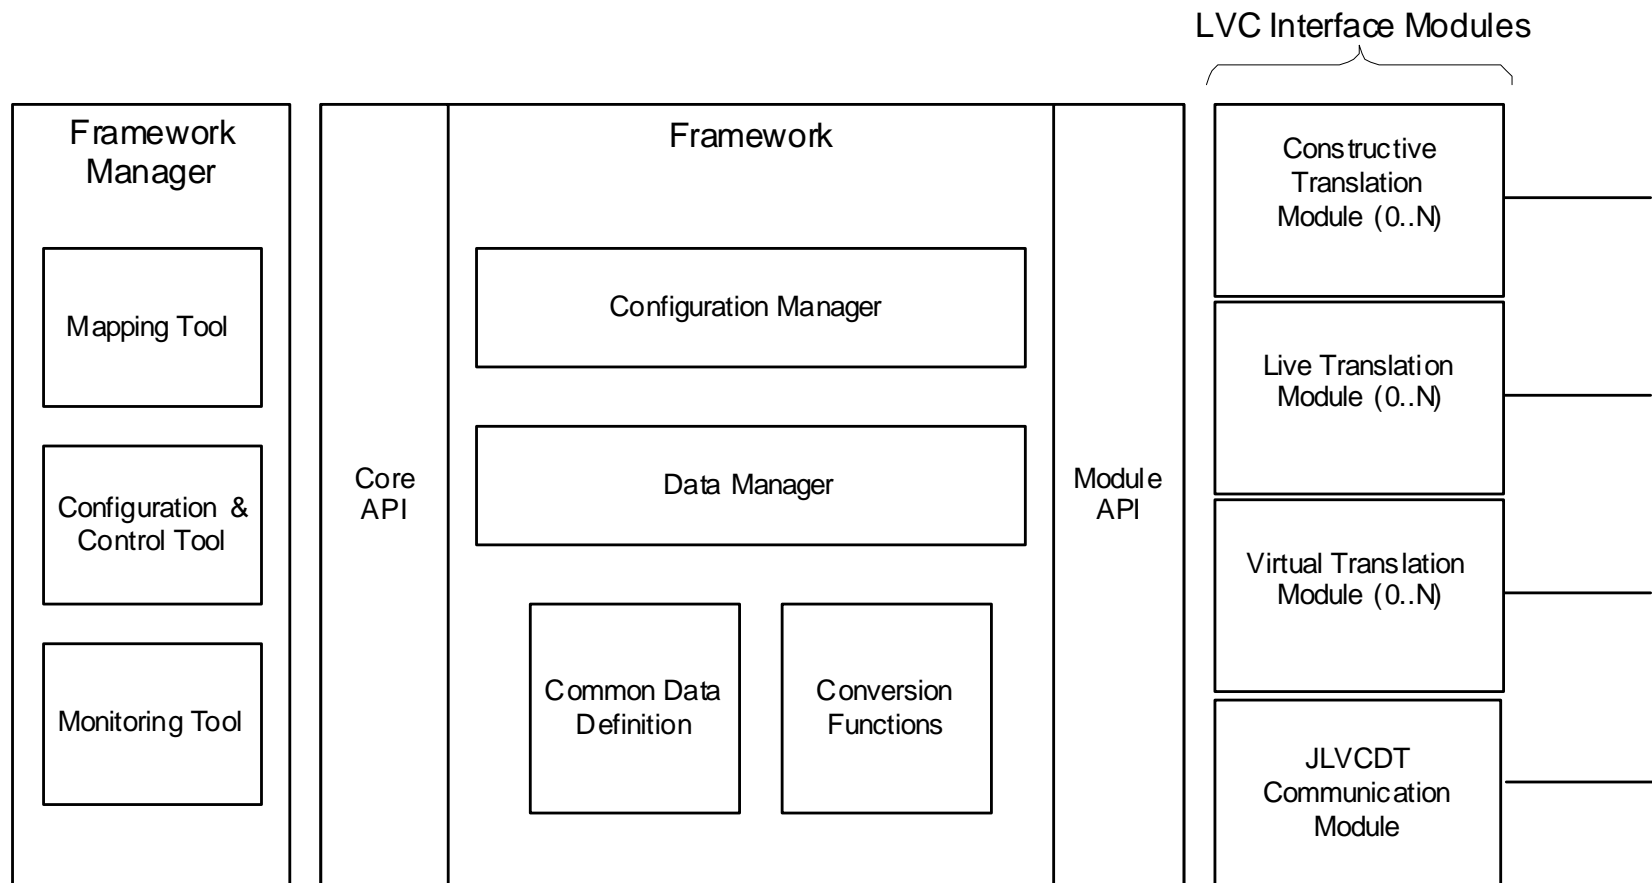 LVC Interface Modules
Framework
Manager
Mapping Tool
Configuration &
Control Tool
Monitoring Tool
Core
API
Framework
Configuration Manager
Data Manager
Common Data
Definition
Conversion
Functions
Module
API
Constructive
Translation
Module (0..N)
Live Translation
Module (0..N)
Virtual Translation
Module (0..N)
JLVCDT
Communication
Module